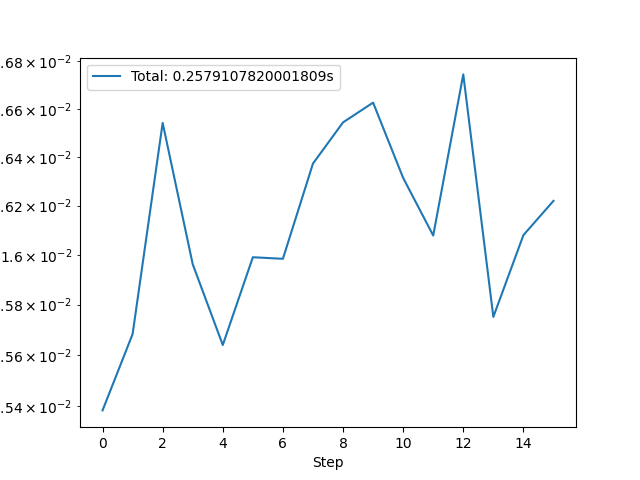 Total: 0.2579107820001809s
.68 × 10⁻²
.66 × 10⁻²
.64 × 10⁻²
.62 × 10⁻²
1.6 × 10⁻²
.58 × 10⁻²
.56 × 10⁻²
.54 × 10⁻²
0 2 4 6 8 10 12 14
Step